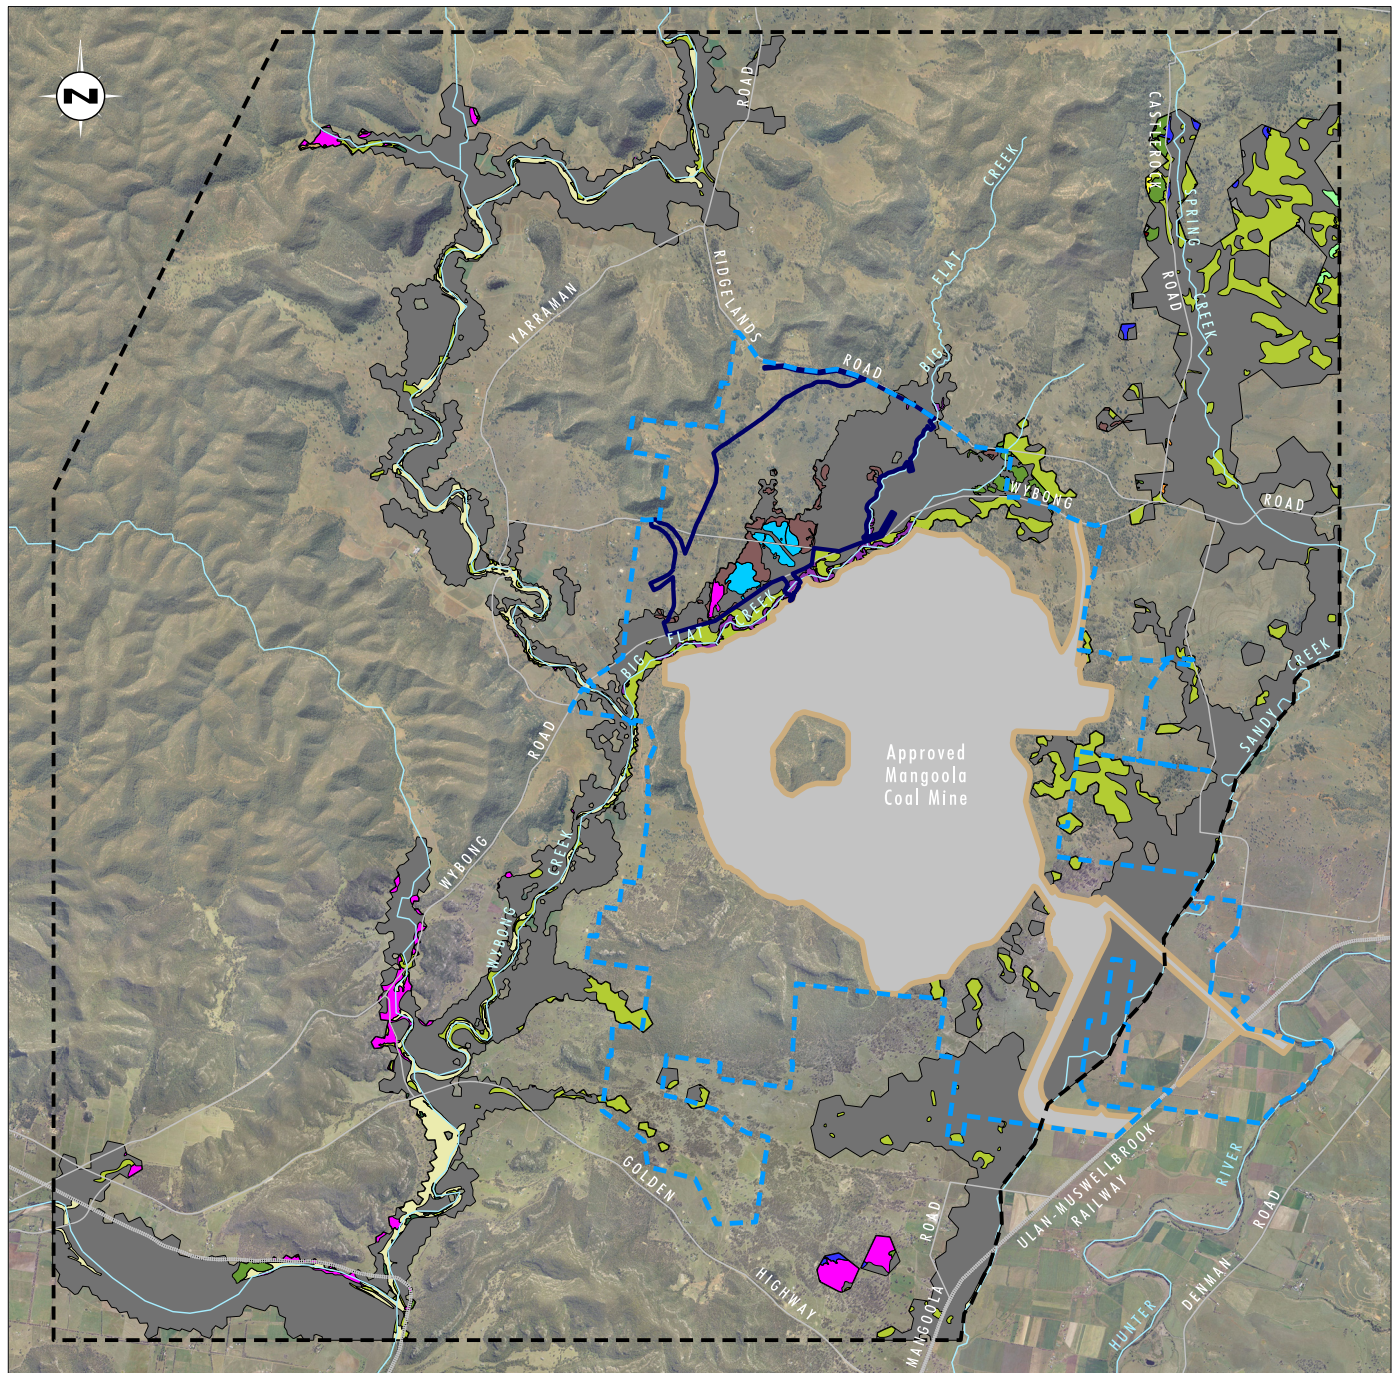 N
ROAD
CASTLEROCK
ROAD
SPRING
CREEK
CREEK
FLAT
BIG
YARRAMAN
RIDGELANDS
ROAD
WYBONG
ROAD
BIG
FLAT
CREEK
SANDY
CREEK
ROAD
WYBONG
Approved
Mangoola
Coal Mine
WYBONG
CREEK
GOLDEN
HIGHWAY
MANGOOLA
ROAD
ULAN-MUSWELLBROOK
RAILWAY
HUNTER
RIVER
DENMAN
ROAD